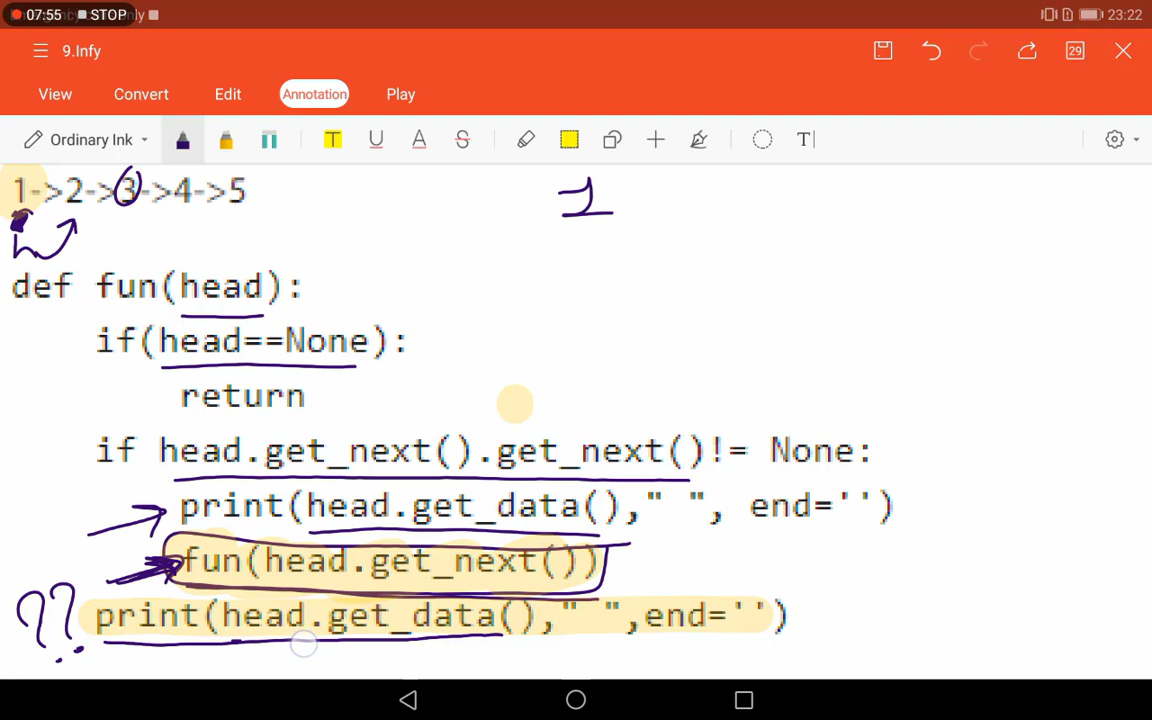 07:55 STOP
23:22
9.Infy
29
View Convert Edit Annotation Play
Ordinary Ink T U A S T
1->2->3->4->5
1
def fun(head):
if(head==None):
return
if head.get_next().get_next()!= None:
print(head.get_data()," ", end='')
fun(head.get_next())
??
print(head.get_data()," ",end='')